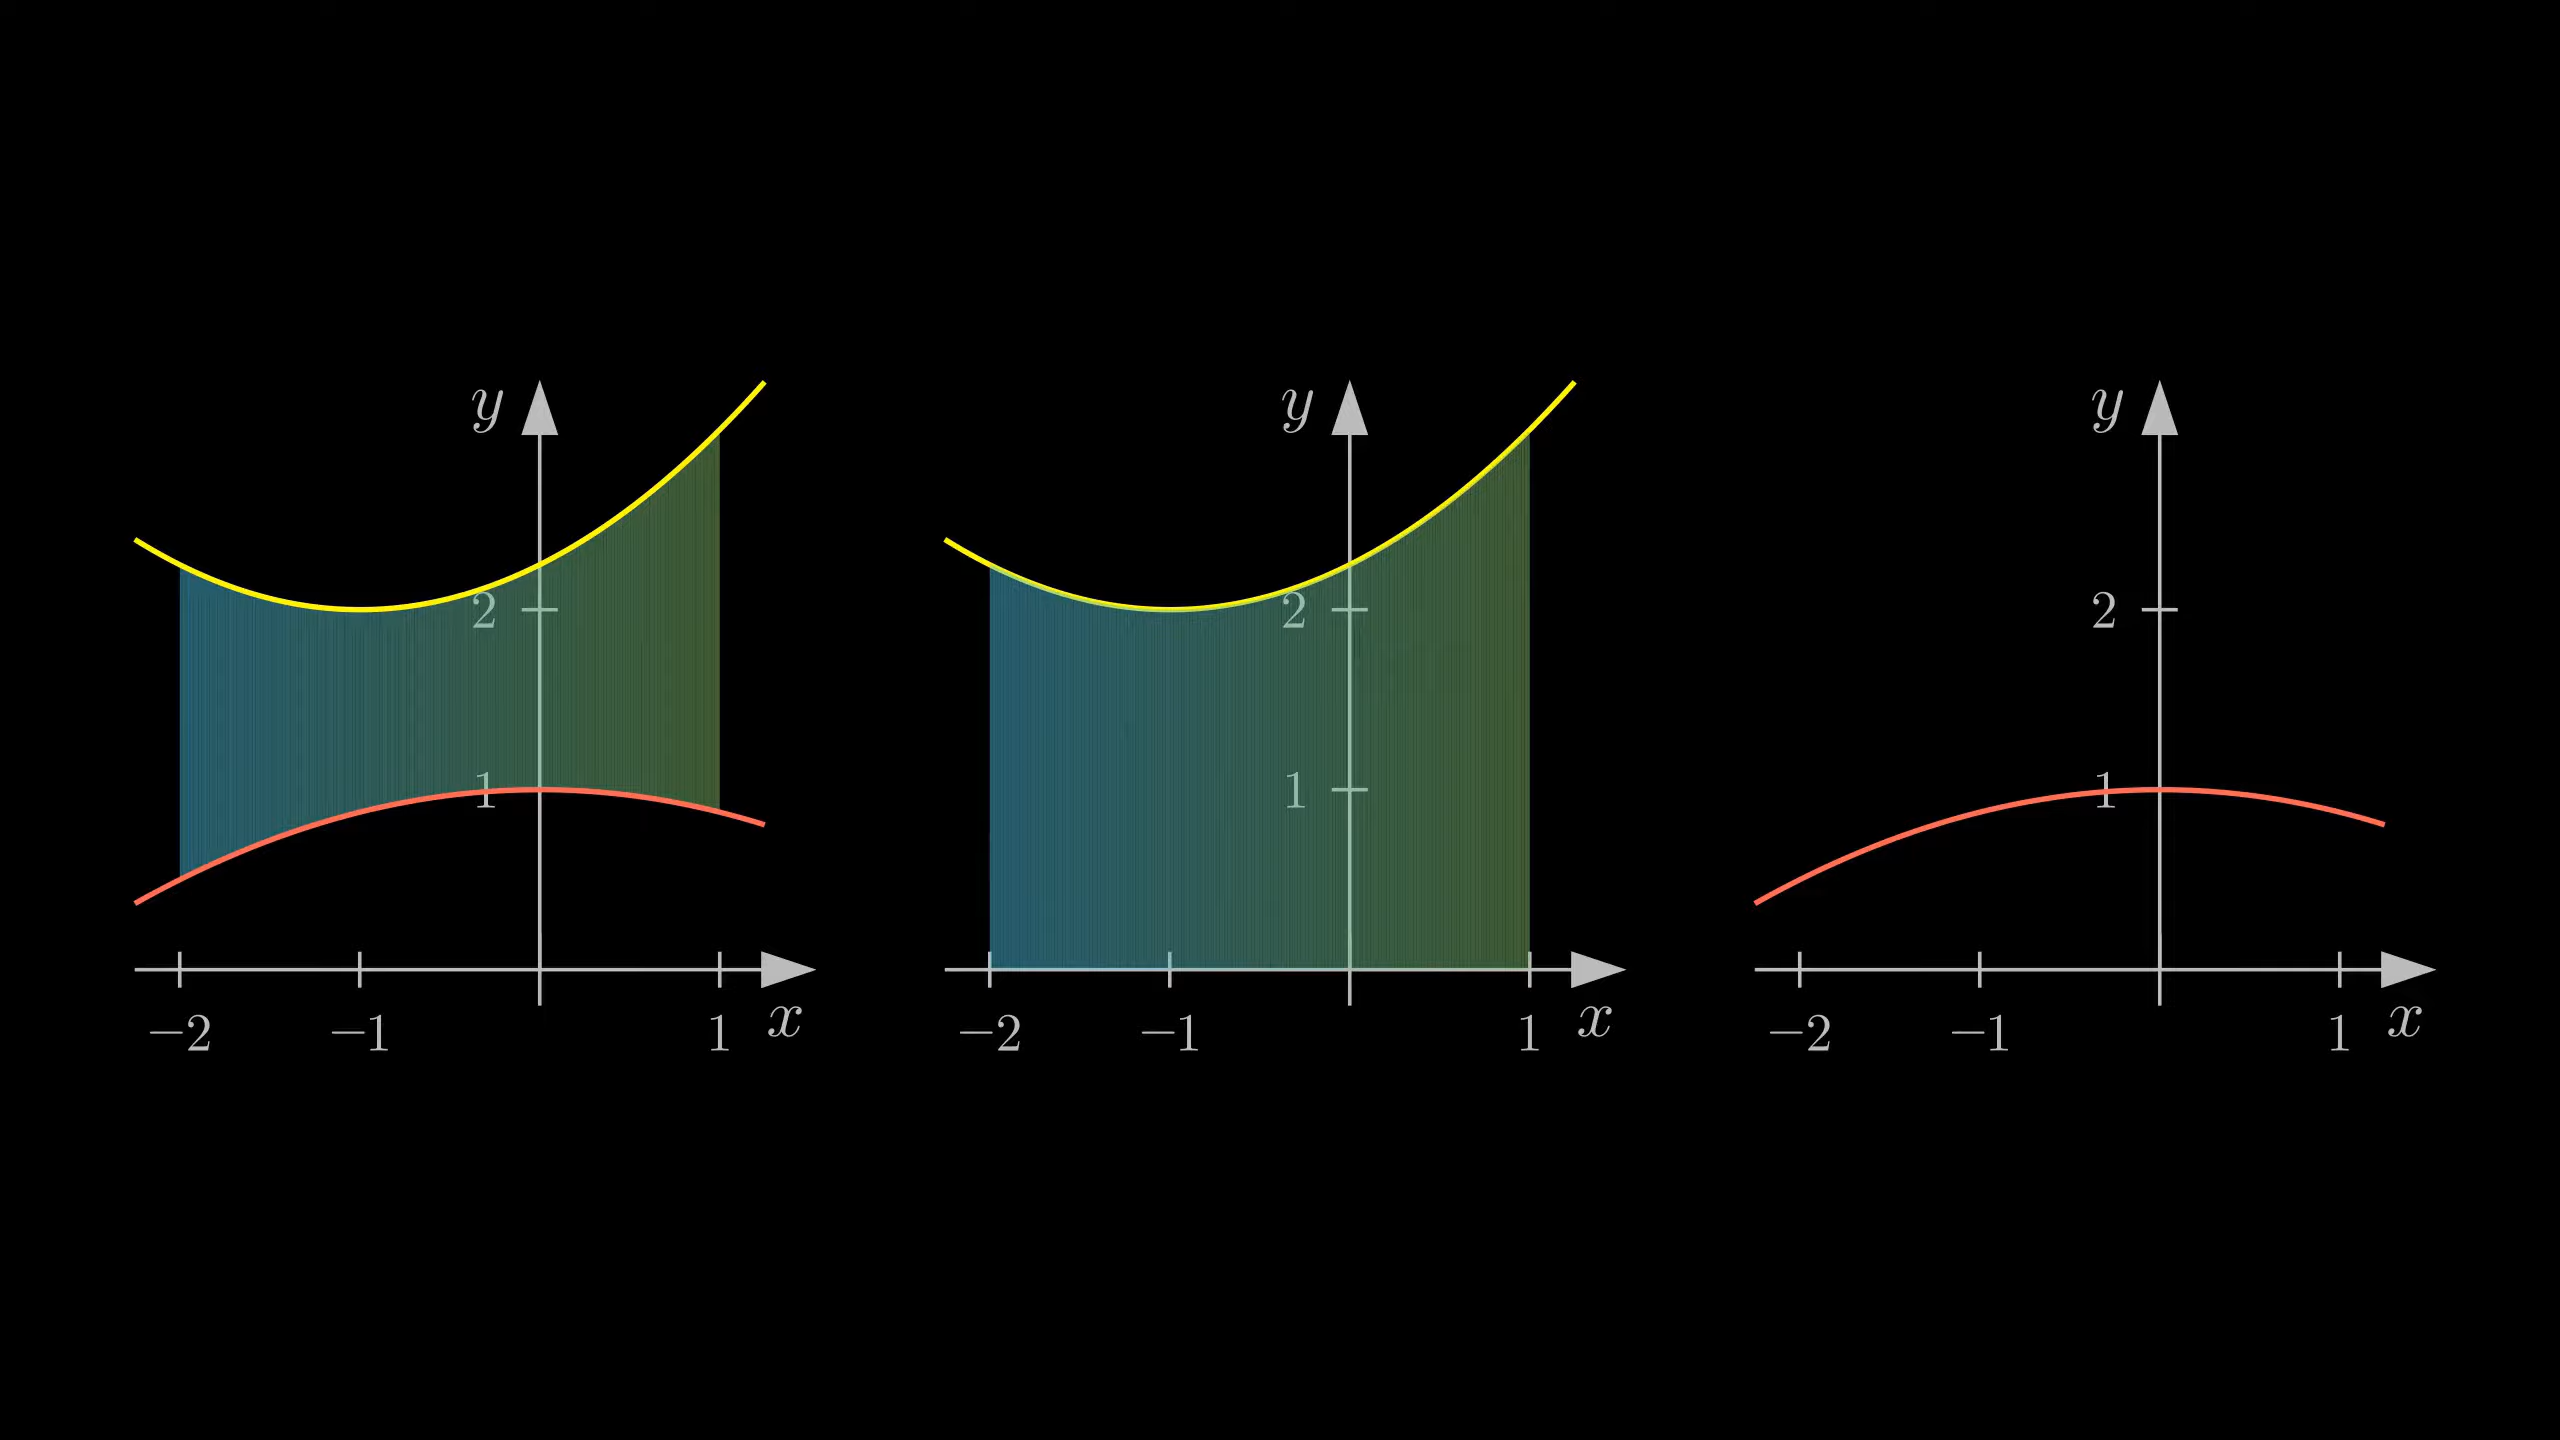 y y y
2 2 2
1 1 1
−2 −1 1 x −2 −1 1 x −2 −1 1 x